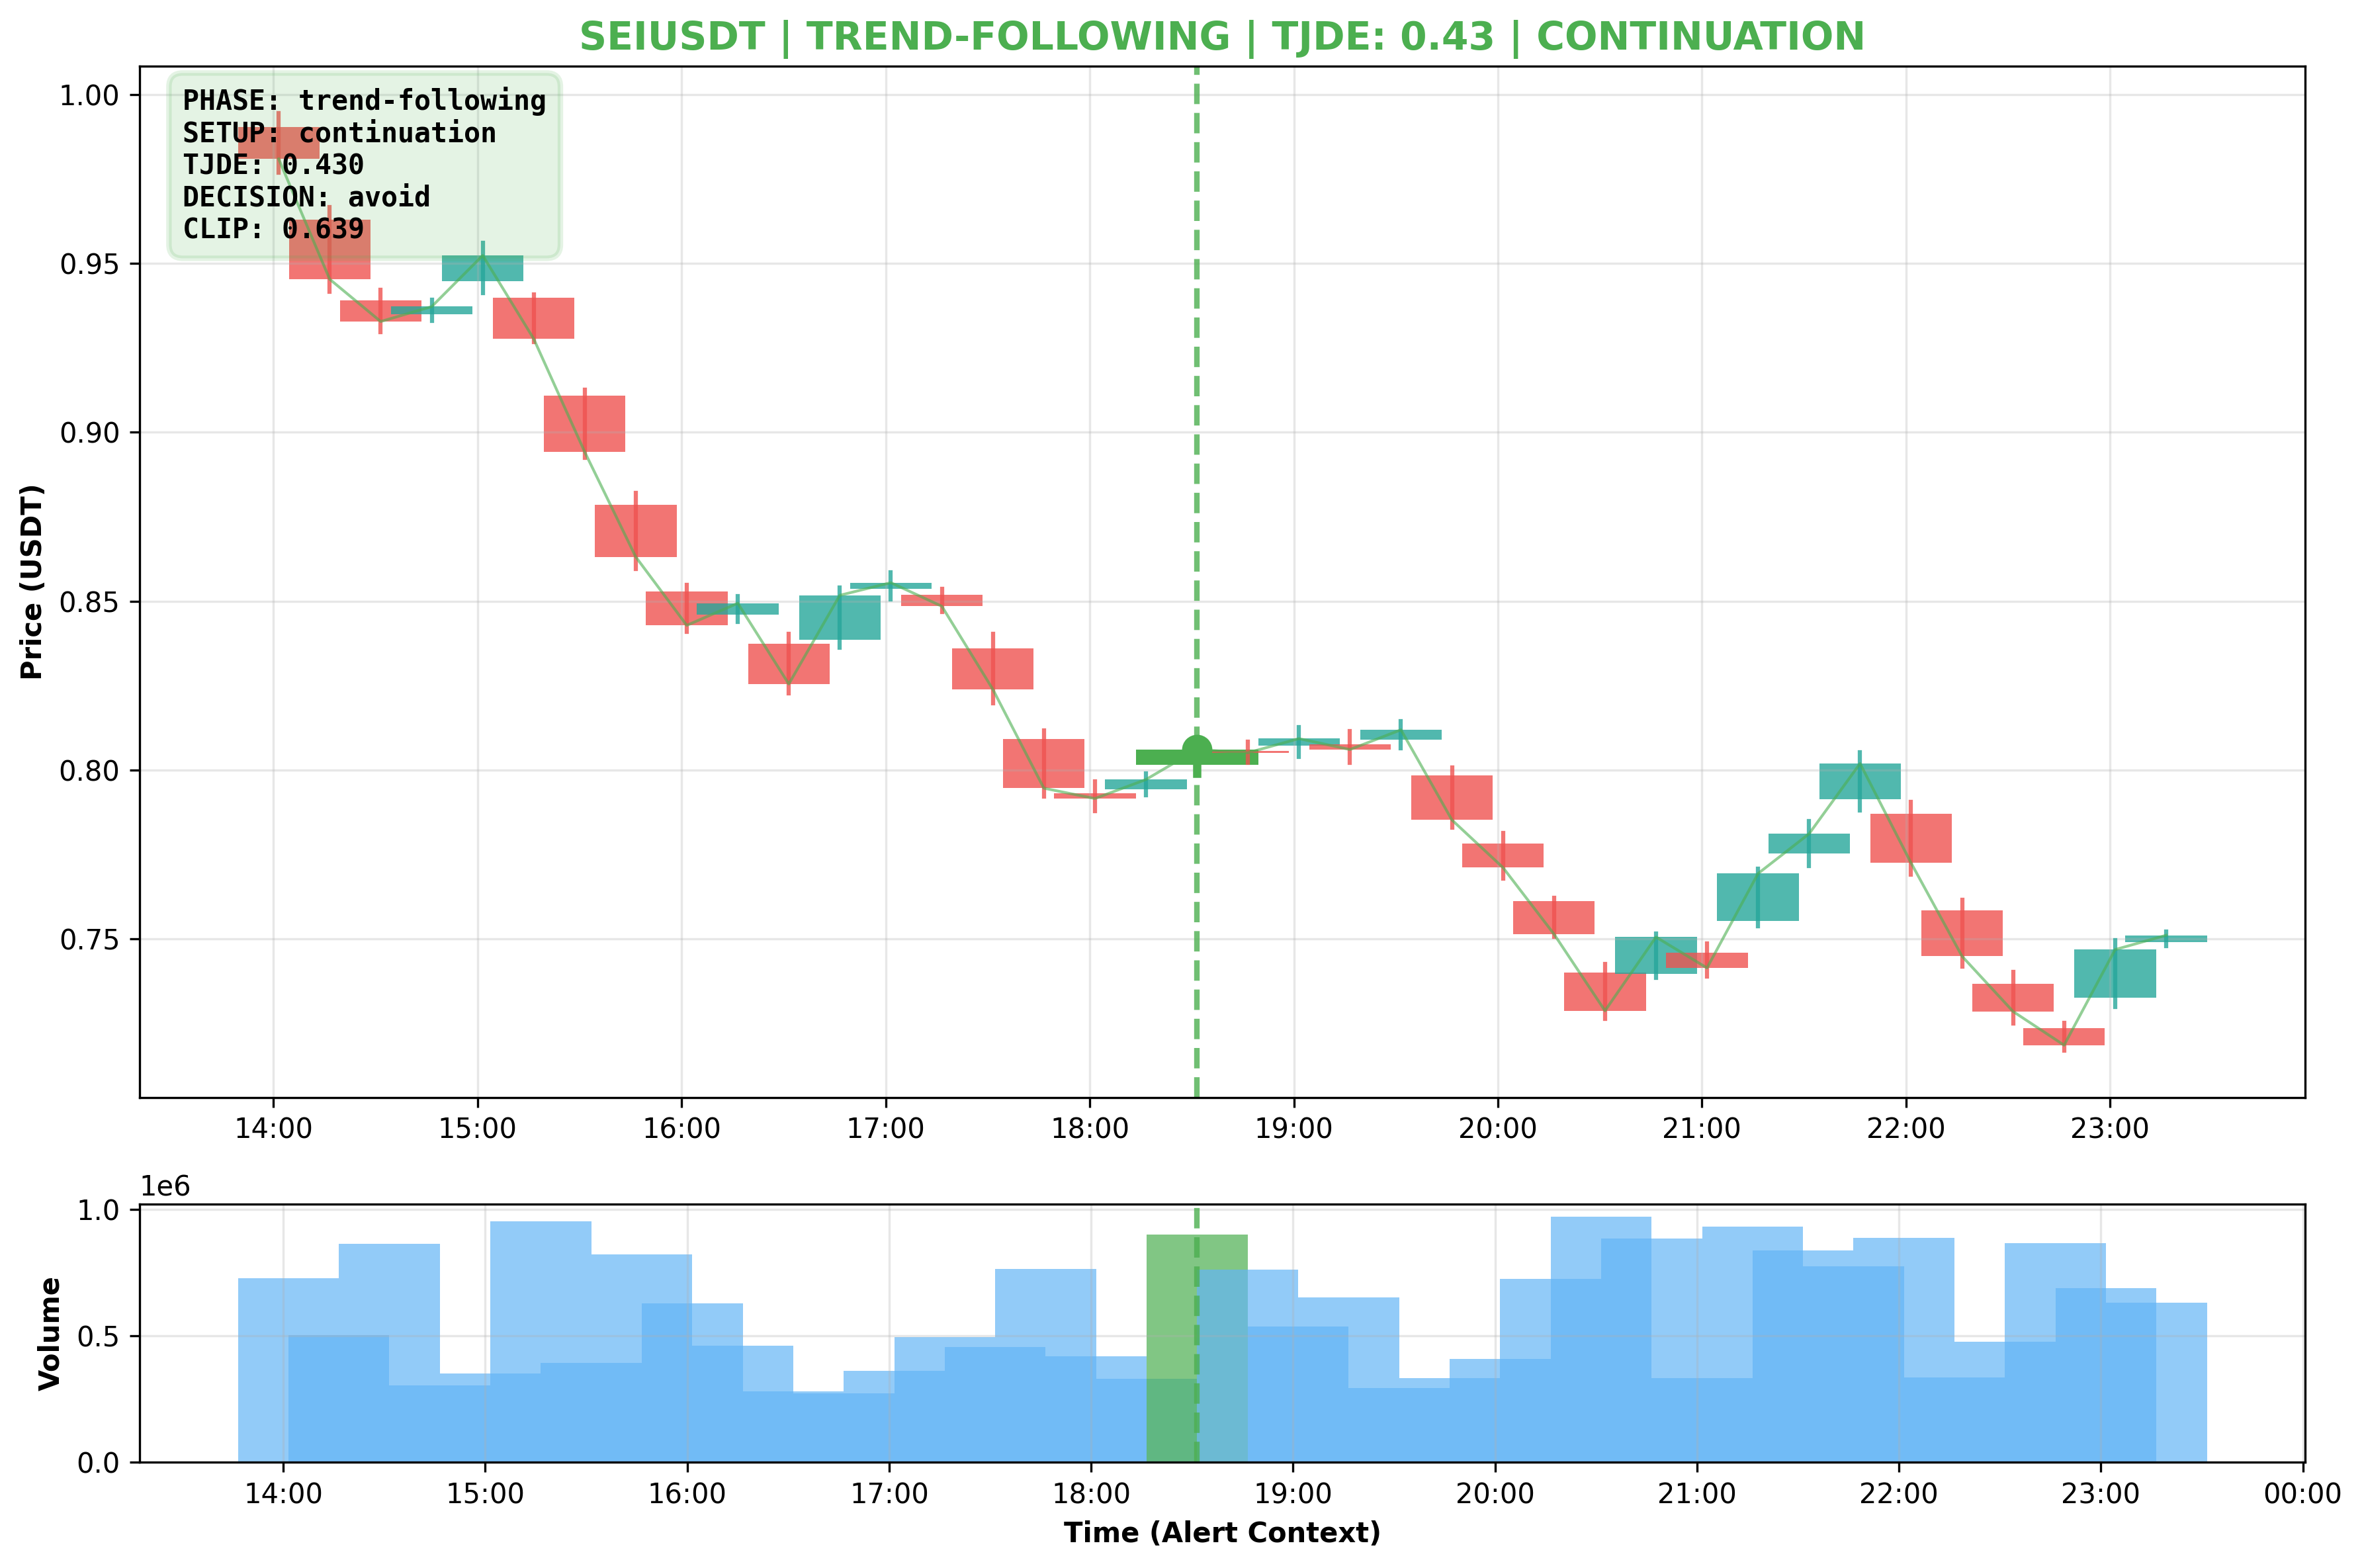 SEIUSDT | TREND-FOLLOWING | TJDE: 0.43 | CONTINUATION
PHASE: trend-following
SETUP: continuation
TJDE: 0.430
DECISION: avoid
CLIP: 0.639
Price (USDT)
1.00
0.95
0.90
0.85
0.80
0.75
14:00 15:00 16:00 17:00 18:00 19:00 20:00 21:00 22:00 23:00
1e6
Volume
1.0
0.5
0.0
14:00 15:00 16:00 17:00 18:00 19:00 20:00 21:00 22:00 23:00 00:00
Time (Alert Context)